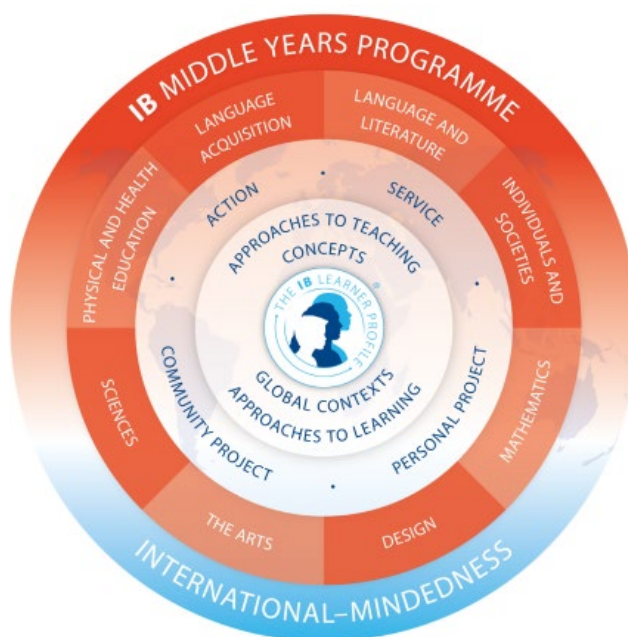 IB MIDDLE YEARS PROGRAMME
LANGUAGE
ACQUISITION
LANGUAGE AND
LITERATURE
INDIVIDUALS AND
SOCIETIES
MATHEMATICS
DESIGN
THE ARTS
SCIENCES
PHYSICAL AND HEALTH
EDUCATION
ACTION
SERVICE
PERSONAL PROJECT
COMMUNITY PROJECT
APPROACHES TO TEACHING
CONCEPTS
THE IB LEARNER PROFILE
®
GLOBAL CONTEXTS
APPROACHES TO LEARNING
INTERNATIONAL–MINDEDNESS